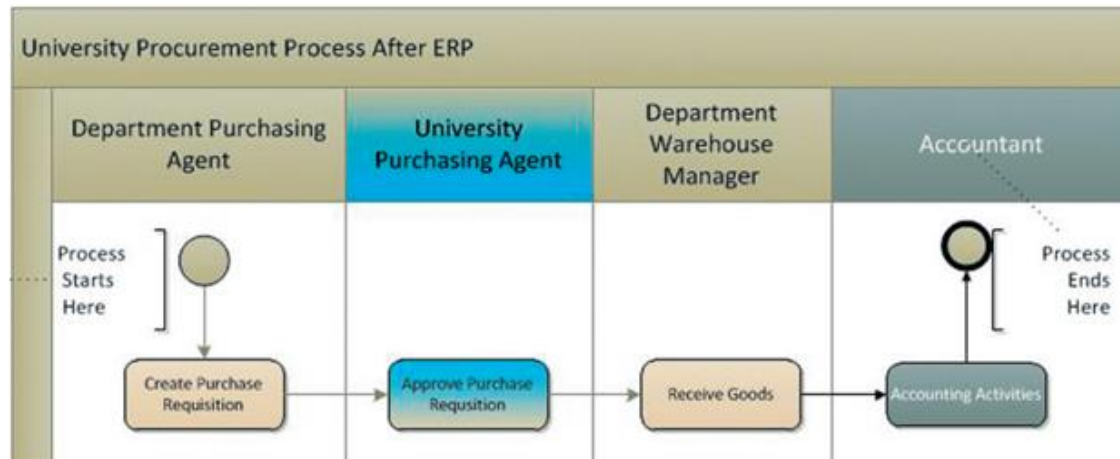 University Procurement Process After ERP
Department Purchasing
Agent
University
Purchasing Agent
Department
Warehouse
Manager
Accountant
Process
Starts
Here
Process
Ends
Here
Create Purchase
Requisition
Approve Purchase
Requsition
Receive Goods
Accounting Activities